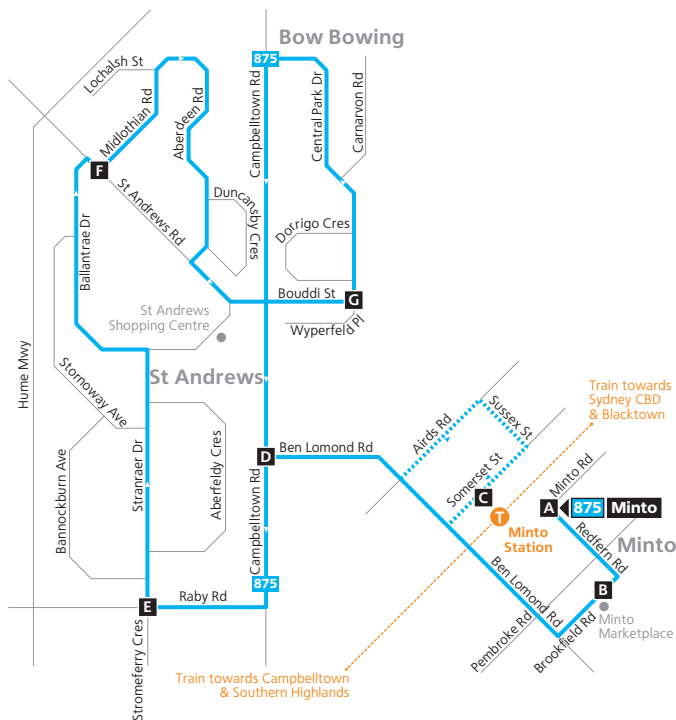 Bow Bowing
Lochalsh St
875
Midlothian Rd
Aberdeen Rd
Campbelltown Rd
Central Park Dr
Carnarvon Rd
F
St Andrews Rd
Duncansby Cres
Dorrigo Cres
Ballantrae Dr
Bouddi St
G
St Andrews
Shopping Centre
Wyperfeld Pl
Hume Mwy
St Andrews
Stornoway Ave
Train towards
Sydney CBD
& Blacktown
Airds Rd
Sussex St
D
Ben Lomond Rd
Bannockburn Ave
Stranraer Dr
Aberfeldy Cres
Campbelltown Rd
Somerset St
Minto Rd
C
A
875 Minto
T
Minto
Station
Redfern Rd
Minto
875
Ben Lomond Rd
B
E
Raby Rd
Pembroke Rd
Brookfield Rd
Minto
Marketplace
Stromeferry Cres
Train towards Campbelltown
& Southern Highlands